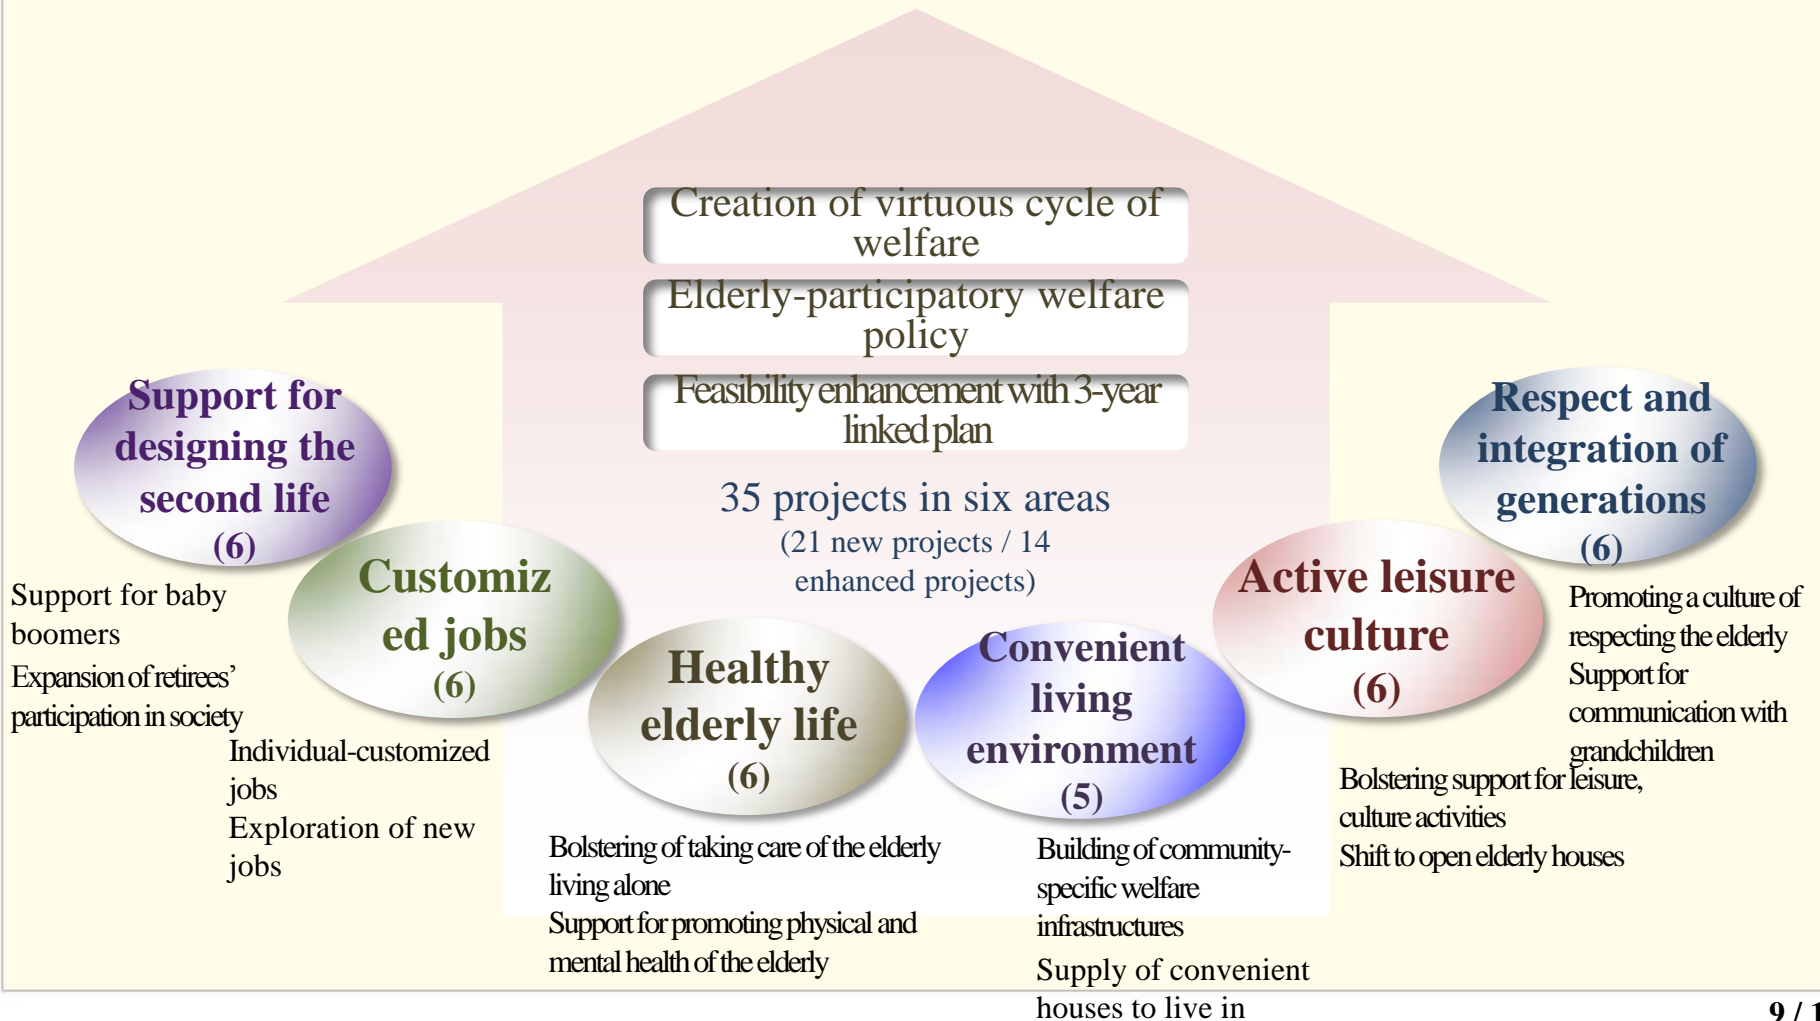 Creation of virtuous cycle of
welfare
Elderly-participatory welfare
policy
Feasibility enhancement with 3-year
linked plan
35 projects in six areas
(21 new projects / 14
enhanced projects)
Support for
designing the
second life
(6)
Support for baby
boomers
Expansion of retirees’
participation in society
Customiz
ed jobs
(6)
Individual-customized
jobs
Exploration of new
jobs
Healthy
elderly life
(6)
Bolstering of taking care of the elderly
living alone
Support for promoting physical and
mental health of the elderly
Convenient
living
environment
(5)
Building of community-
specific welfare
infrastructures
Supply of convenient
houses to live in
Active leisure
culture
(6)
Bolstering support for leisure,
culture activities
Shift to open elderly houses
Respect and
integration of
generations
(6)
Promoting a culture of
respecting the elderly
Support for
communication with
grandchildren
9 / 1